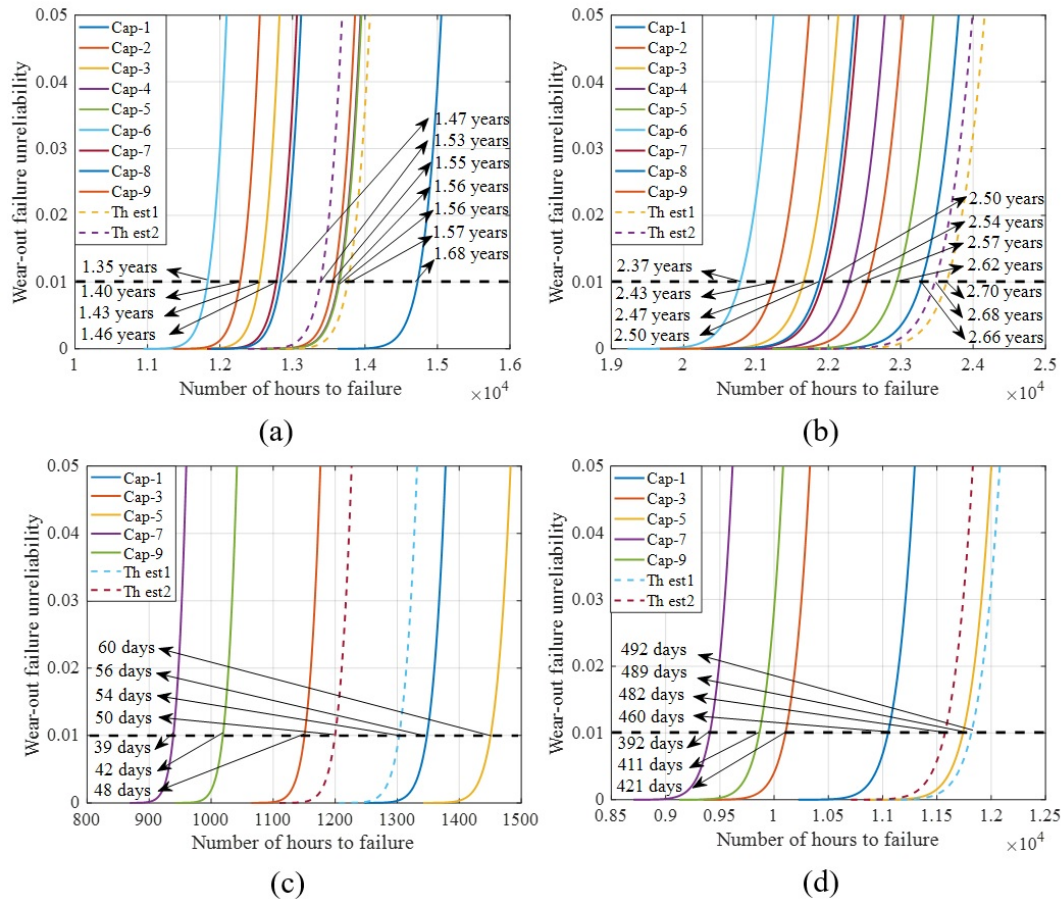 0.05
0.04
0.03
0.02
0.01
0
Wear-out failure unreliability
Cap-1
Cap-2
Cap-3
Cap-4
Cap-5
Cap-6
Cap-7
Cap-8
Cap-9
Th est1
Th est2
1.47 years
1.53 years
1.55 years
1.56 years
1.56 years
1.57 years
1.68 years
1.35 years
1.40 years
1.43 years
1.46 years
1 1.1 1.2 1.3 1.4 1.5 1.6
Number of hours to failure
×10⁴
(a)
0.05
0.04
0.03
0.02
0.01
0
Wear-out failure unreliability
Cap-1
Cap-2
Cap-3
Cap-4
Cap-5
Cap-6
Cap-7
Cap-8
Cap-9
Th est1
Th est2
2.50 years
2.54 years
2.57 years
2.62 years
2.70 years
2.68 years
2.66 years
2.37 years
2.43 years
2.47 years
2.50 years
1.9 2 2.1 2.2 2.3 2.4 2.5
Number of hours to failure
×10⁴
(b)
0.05
0.04
0.03
0.02
0.01
0
Wear-out failure unreliability
Cap-1
Cap-3
Cap-5
Cap-7
Cap-9
Th est1
Th est2
60 days
56 days
54 days
50 days
39 days
42 days
48 days
800 900 1000 1100 1200 1300 1400 1500
Number of hours to failure
(c)
0.05
0.04
0.03
0.02
0.01
0
Wear-out failure unreliability
Cap-1
Cap-3
Cap-5
Cap-7
Cap-9
Th est1
Th est2
492 days
489 days
482 days
460 days
392 days
411 days
421 days
0.85 0.9 0.95 1 1.05 1.1 1.15 1.2 1.25
Number of hours to failure
×10⁴
(d)